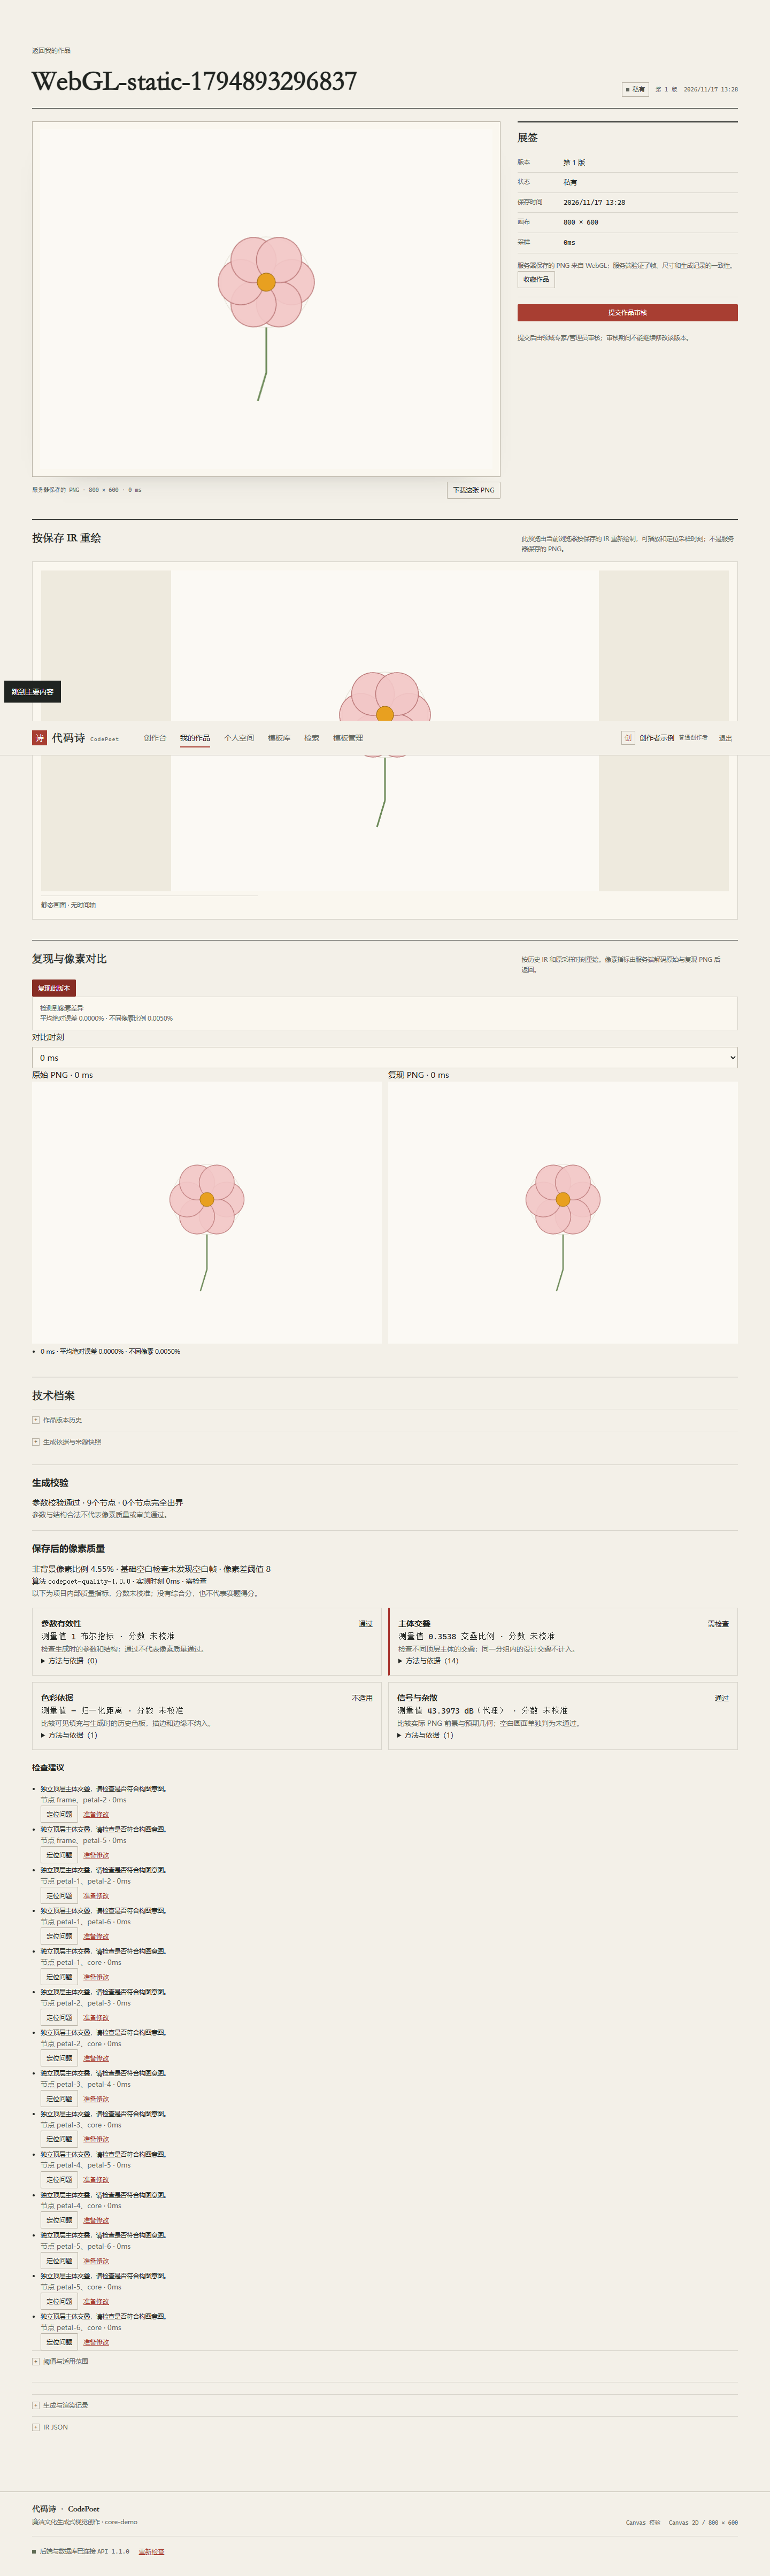 返回我的作品
WebGL-static-1794893296837
私有 第 1 版 2026/11/17 13:28
展签
版本 第 1 版
状态 私有
保存时间 2026/11/17 13:28
画布 800 × 600
采样 0ms
服务器保存的 PNG 来自 WebGL；服务端验证了帧、尺寸和生成记录的一致性。
收藏作品
提交作品审核
提交后由领域专家/管理员审核；审核期间不能继续修改该版本。
服务器保存的 PNG · 800 × 600 · 0 ms
下载这张 PNG
按保存 IR 重绘
此预览由当前浏览器按保存的 IR 重新绘制，可播放和定位采样时刻；不是服务
器保存的 PNG。
跳到主要内容
诗 代码诗 CodePoet 创作台 我的作品 个人空间 模板库 检索 模板管理 创 创作者示例 普通创作者 退出
静态画面 · 无时间轴
复现与像素对比
按历史 IR 和原采样时刻重绘。像素指标由服务端解码原始与复现 PNG 后
返回。
复现此版本
检测到像素差异
平均绝对误差 0.0000% · 不同像素比例 0.0050%
对比时刻
0 ms
原始 PNG · 0 ms
复现 PNG · 0 ms
0 ms · 平均绝对误差 0.0000% · 不同像素 0.0050%
技术档案
作品版本历史
生成依据与来源快照
生成校验
参数校验通过 · 9个节点 · 0个节点完全出界
参数与结构合法不代表像素质量或审美通过。
保存后的像素质量
非背景像素比例 4.55% · 基础空白检查未发现空白帧 · 像素差阈值 8
算法 codepoet-quality-1.0.0 · 实测时刻 0ms · 需检查
以下为项目内部质量指标，分数未校准；没有综合分，也不代表赛题得分。
参数有效性 通过
测量值 1 布尔指标 · 分数 未校准
检查生成时的参数和结构；通过不代表像素质量通过。
方法与依据（0）
主体交叠 需检查
测量值 0.3538 交叠比例 · 分数 未校准
检查不同顶层主体的交叠；同一分组内的设计交叠不计入。
方法与依据（14）
色彩依据 不适用
测量值 — 归一化距离 · 分数 未校准
比较可见填充与生成时的历史色板，描边和边缘不纳入。
方法与依据（1）
信号与杂散 通过
测量值 43.3973 dB（代理） · 分数 未校准
比较实际 PNG 前景与预期几何；空白画面单独判为未通过。
方法与依据（1）
检查建议
独立顶层主体交叠，请检查是否符合构图意图。
节点 frame、petal-2 · 0ms
定位问题 准备修改
独立顶层主体交叠，请检查是否符合构图意图。
节点 frame、petal-5 · 0ms
定位问题 准备修改
独立顶层主体交叠，请检查是否符合构图意图。
节点 petal-1、petal-2 · 0ms
定位问题 准备修改
独立顶层主体交叠，请检查是否符合构图意图。
节点 petal-1、petal-6 · 0ms
定位问题 准备修改
独立顶层主体交叠，请检查是否符合构图意图。
节点 petal-1、core · 0ms
定位问题 准备修改
独立顶层主体交叠，请检查是否符合构图意图。
节点 petal-2、petal-3 · 0ms
定位问题 准备修改
独立顶层主体交叠，请检查是否符合构图意图。
节点 petal-2、core · 0ms
定位问题 准备修改
独立顶层主体交叠，请检查是否符合构图意图。
节点 petal-3、petal-4 · 0ms
定位问题 准备修改
独立顶层主体交叠，请检查是否符合构图意图。
节点 petal-3、core · 0ms
定位问题 准备修改
独立顶层主体交叠，请检查是否符合构图意图。
节点 petal-4、petal-5 · 0ms
定位问题 准备修改
独立顶层主体交叠，请检查是否符合构图意图。
节点 petal-4、core · 0ms
定位问题 准备修改
独立顶层主体交叠，请检查是否符合构图意图。
节点 petal-5、petal-6 · 0ms
定位问题 准备修改
独立顶层主体交叠，请检查是否符合构图意图。
节点 petal-5、core · 0ms
定位问题 准备修改
独立顶层主体交叠，请检查是否符合构图意图。
节点 petal-6、core · 0ms
定位问题 准备修改
阈值与适用范围
生成与渲染记录
IR JSON
代码诗 · CodePoet
文化生成式视觉创作 · core-demo
Canvas 校验 Canvas 2D / 800 × 600
后端与数据库已连接 API 1.1.0 重新检查